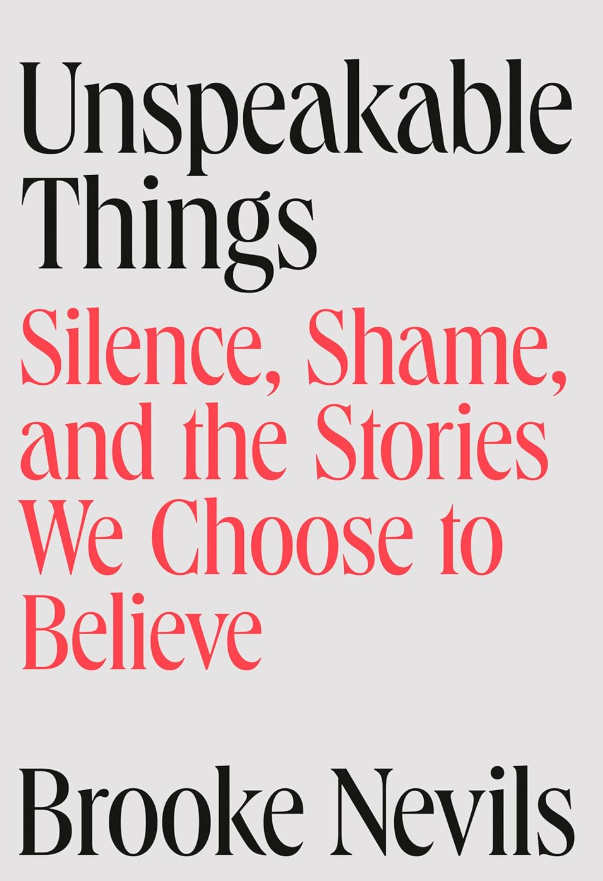 Unspeakable
Things
Silence, Shame,
and the Stories
We Choose to
Believe
Brooke Nevils